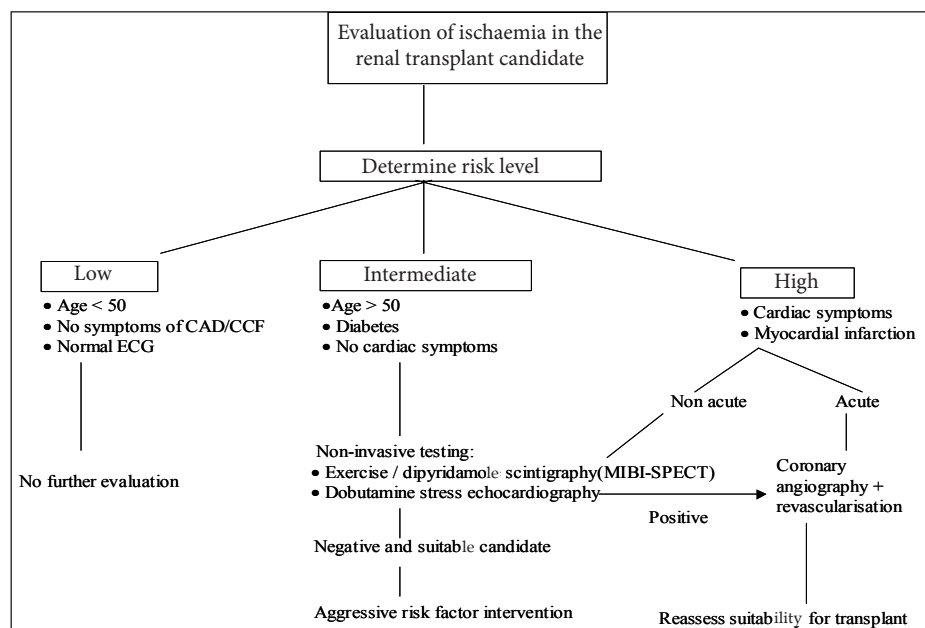 Evaluation of ischaemia in the
renal transplant candidate
Determine risk level
Low
• Age < 50
• No symptoms of CAD/CCF
• Normal ECG
No further evaluation
Intermediate
•Age > 50
• Diabetes
• No cardiac symptoms
Non-invasive testing:
• Exercise / dipyridamole scintigraphy(MIBI-SPECT)
• Dobutamine stress echocardiography
Negative and suitable candidate
Aggressive risk factor intervention
High
• Cardiac symptoms
• Myocardial infarction
Non acute
Acute
Positive
Coronary
angiography +
revascularisation
Reassess suitability for transplant